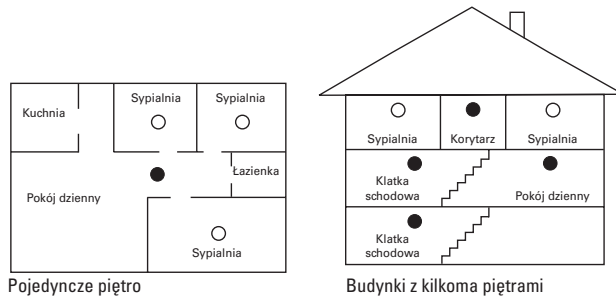 Kuchnia
Sypialnia
Sypialnia
Łazienka
Pokój dzienny
Sypialnia
Pojedyncze piętro
Sypialnia
Korytarz
Sypialnia
Klatka
schodowa
Pokój dzienny
Klatka
schodowa
Budynki z kilkoma piętrami